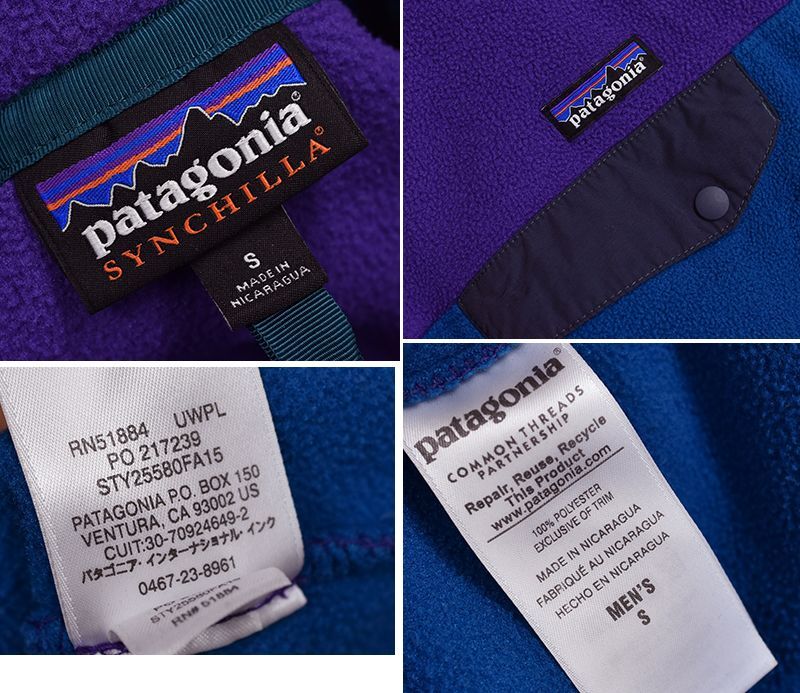 patagonia®
SYNCHILLA®
S
MADE IN
NICARAGUA
patagonia
RN51884 UWPL
PO 217239
STY25580FA15
PATAGONIA P.O. BOX 150
VENTURA, CA 93002 US
CUIT:30-70924649-2
パタゴニア・インターナショナル・インク
0467-23-8961
STY25580FA15
RN# 51884
patagonia®
COMMON THREADS
PARTNERSHIP
Repair, Reuse, Recycle
This Product
www.patagonia.com
100% POLYESTER
EXCLUSIVE OF TRIM
MADE IN NICARAGUA
FABRIQUÉ AU NICARAGUA
HECHO EN NICARAGUA
MEN'S
S